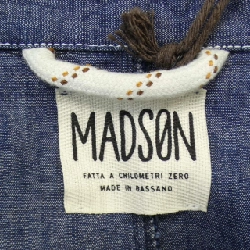 MADSØN
FATTA A CHILOMETRI ZERO
MADE IN BASSANO